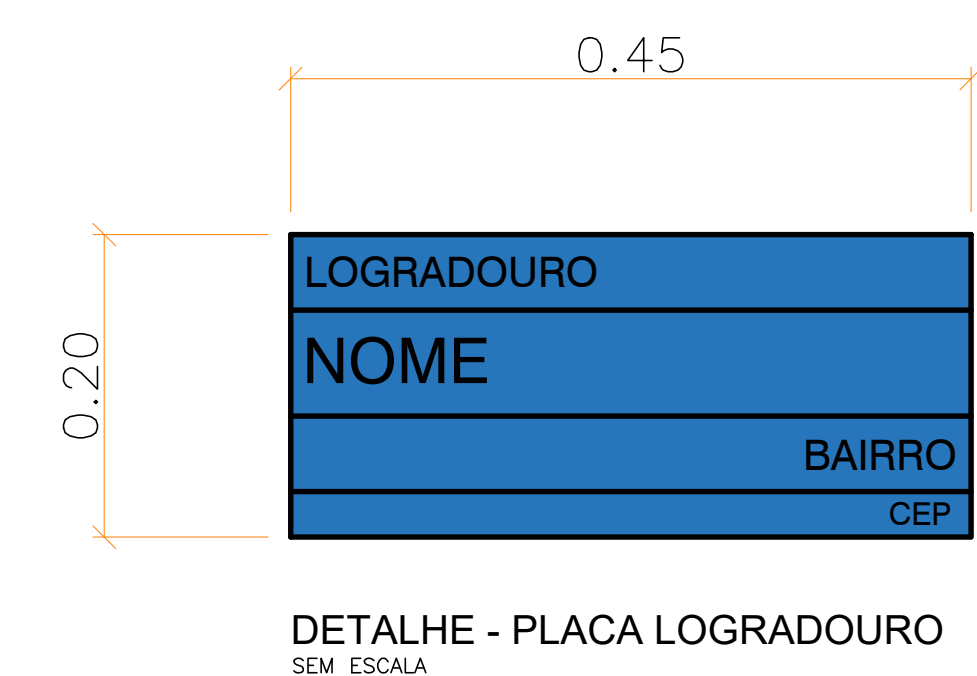 0.45
0.20
LOGRADOURO
NOME
BAIRRO
CEP
DETALHE - PLACA LOGRADOURO
SEM ESCALA